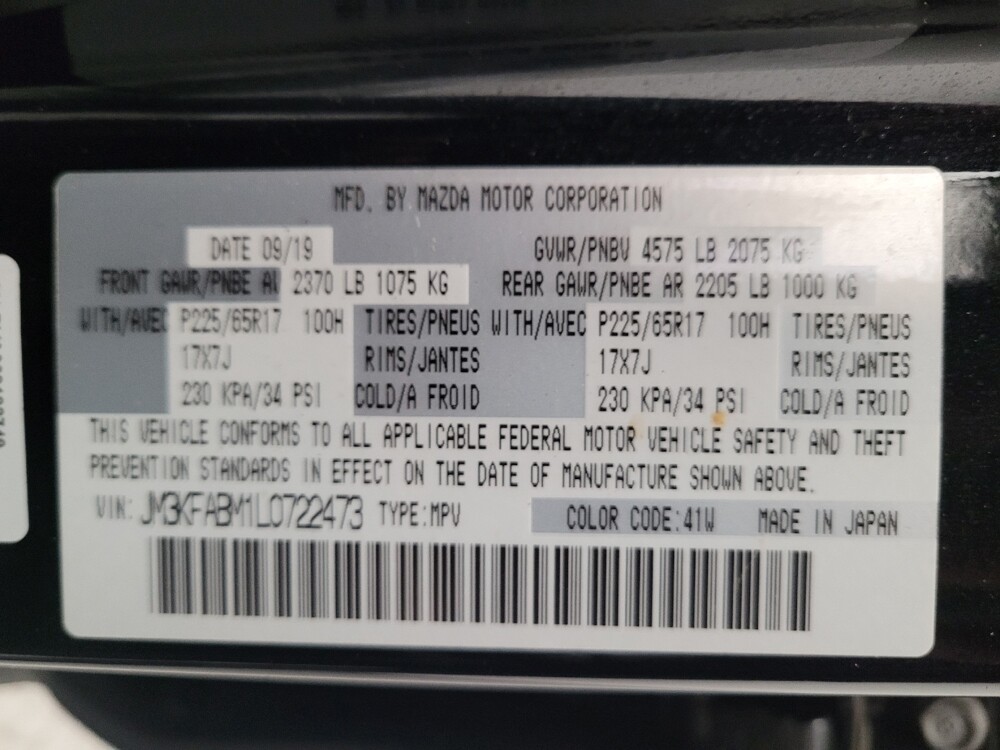 MFD. BY MAZDA MOTOR CORPORATION
DATE 09/19 GVWR/PNBV 4575 LB 2075 KG
FRONT GAWR/PNBE AV 2370 LB 1075 KG REAR GAWR/PNBE AR 2205 LB 1000 KG
WITH/AVEC P225/65R17 100H TIRES/PNEUS WITH/AVEC P225/65R17 100H TIRES/PNEUS
17X7J RIMS/JANTES 17X7J RIMS/JANTES
230 KPA/34 PSI COLD/A FROID 230 KPA/34 PSI COLD/A FROID
THIS VEHICLE CONFORMS TO ALL APPLICABLE FEDERAL MOTOR VEHICLE SAFETY AND THEFT
PREVENTION STANDARDS IN EFFECT ON THE DATE OF MANUFACTURE SHOWN ABOVE.
VIN: JM3KFABM1L0722473 TYPE:MPV COLOR CODE:41W MADE IN JAPAN